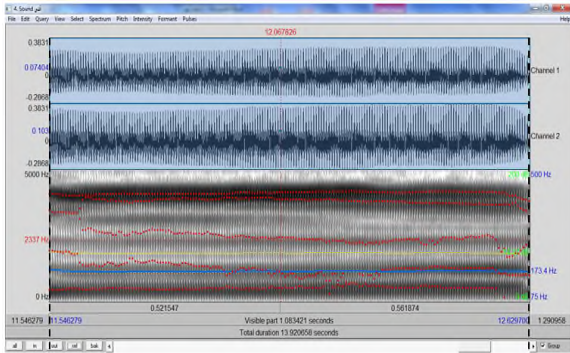 4. Sound غير
File Edit Query View Select Spectrum Pitch Intensity Formant Pulses Help
12.067826
0.3831
0.07404
0
-0.2868
Channel 1
0.3831
0.103
0
-0.2868
Channel 2
5000 Hz
500 Hz
2337 Hz
173.4 Hz
0 Hz
75 Hz
0.521547 0.561874
11.546279 11.546279 Visible part 1.083421 seconds 12.629700 1.290958
Total duration 13.920658 seconds
all in out sel bak Group